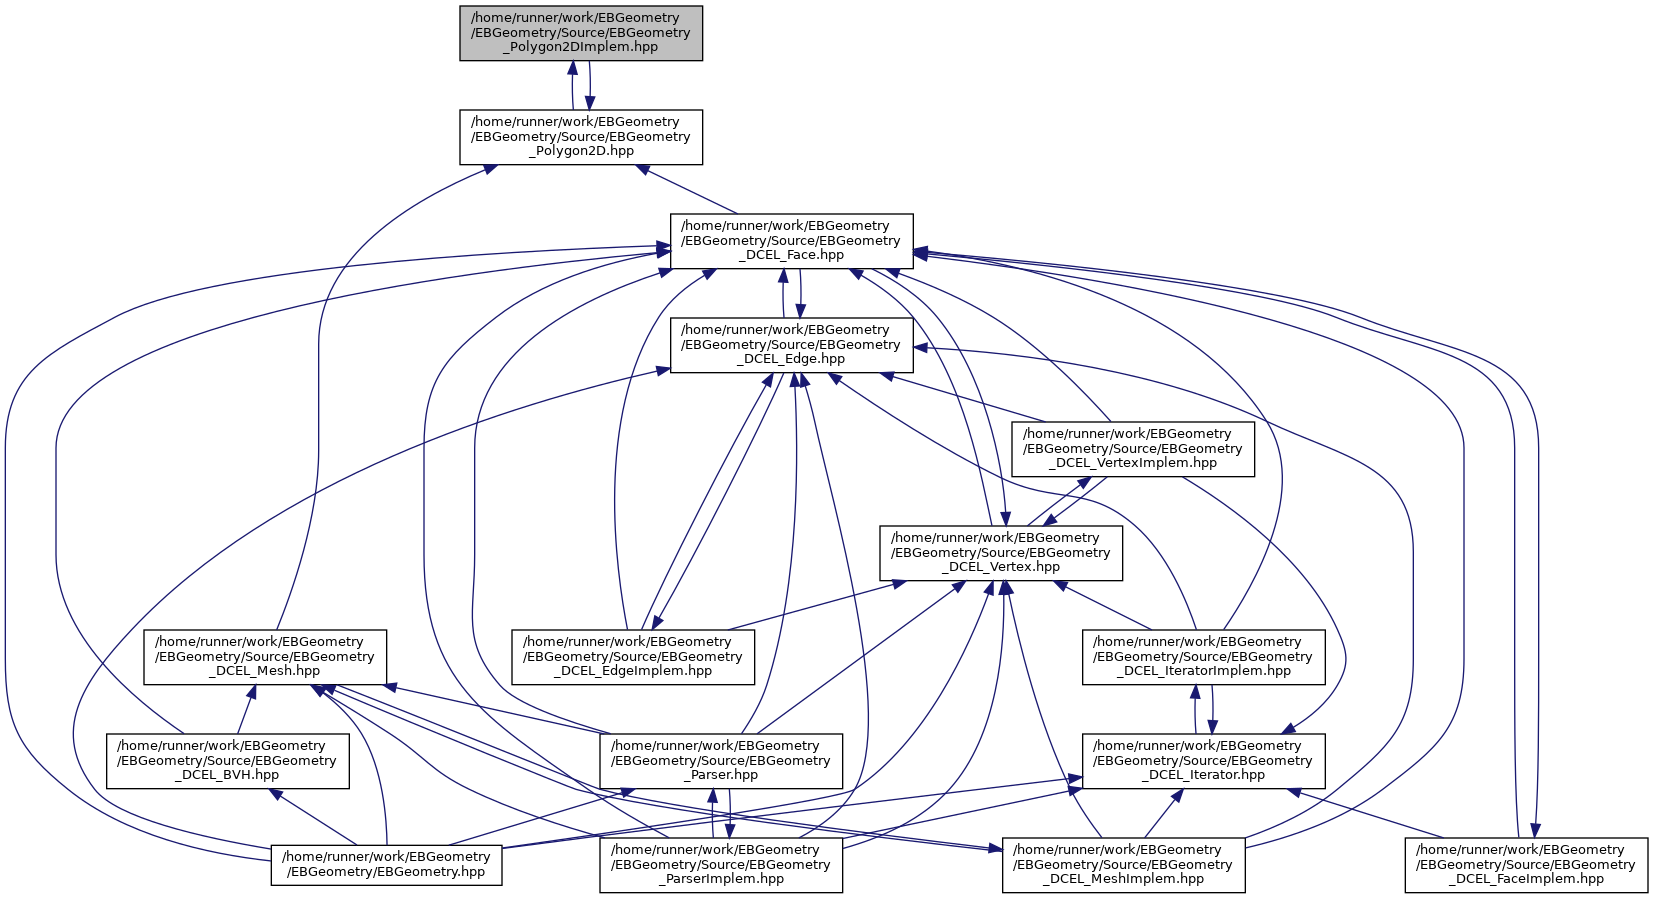 /home/runner/work/EBGeometry
/EBGeometry/Source/EBGeometry
_Polygon2DImplem.hpp
/home/runner/work/EBGeometry
/EBGeometry/Source/EBGeometry
_Polygon2D.hpp
/home/runner/work/EBGeometry
/EBGeometry/Source/EBGeometry
_DCEL_Face.hpp
/home/runner/work/EBGeometry
/EBGeometry/Source/EBGeometry
_DCEL_Edge.hpp
/home/runner/work/EBGeometry
/EBGeometry/Source/EBGeometry
_DCEL_VertexImplem.hpp
/home/runner/work/EBGeometry
/EBGeometry/Source/EBGeometry
_DCEL_Vertex.hpp
/home/runner/work/EBGeometry
/EBGeometry/Source/EBGeometry
_DCEL_Mesh.hpp
/home/runner/work/EBGeometry
/EBGeometry/Source/EBGeometry
_DCEL_EdgeImplem.hpp
/home/runner/work/EBGeometry
/EBGeometry/Source/EBGeometry
_DCEL_IteratorImplem.hpp
/home/runner/work/EBGeometry
/EBGeometry/Source/EBGeometry
_DCEL_BVH.hpp
/home/runner/work/EBGeometry
/EBGeometry/Source/EBGeometry
_Parser.hpp
/home/runner/work/EBGeometry
/EBGeometry/Source/EBGeometry
_DCEL_Iterator.hpp
/home/runner/work/EBGeometry
/EBGeometry/EBGeometry.hpp
/home/runner/work/EBGeometry
/EBGeometry/Source/EBGeometry
_ParserImplem.hpp
/home/runner/work/EBGeometry
/EBGeometry/Source/EBGeometry
_DCEL_MeshImplem.hpp
/home/runner/work/EBGeometry
/EBGeometry/Source/EBGeometry
_DCEL_FaceImplem.hpp